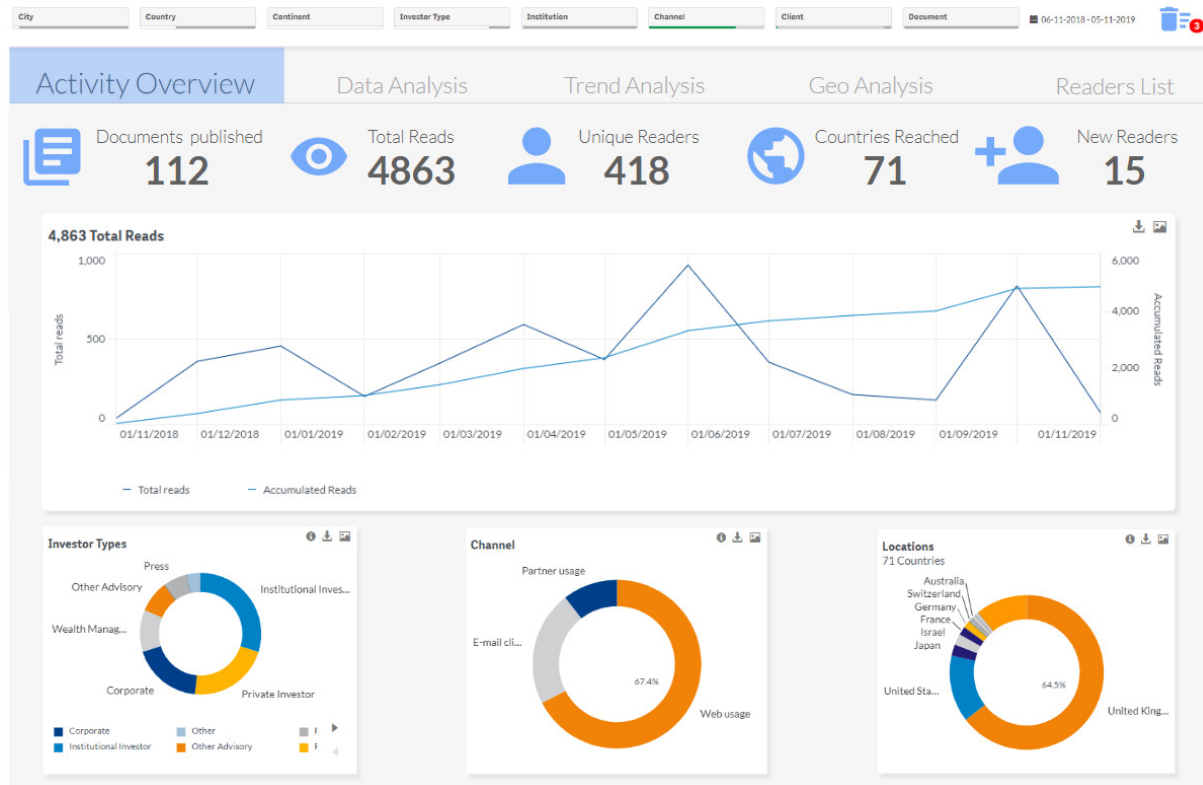 City Country Continent Investor Type Institution Channel Client Document 06-11-2018 - 05-11-2019
3
Activity Overview Data Analysis Trend Analysis Geo Analysis Readers List
Documents published Total Reads Unique Readers Countries Reached New Readers
112 4863 418 71 15
4,863 Total Reads
1,000 6,000
500 4,000
2,000
0 0
Total reads
Accumulated Reads
01/11/2018 01/12/2018 01/01/2019 01/02/2019 01/03/2019 01/04/2019 01/05/2019 01/06/2019 01/07/2019 01/08/2019 01/09/2019 01/11/2019
Total reads Accumulated Reads
Investor Types
Press
Other Advisory
Institutional Inves...
Wealth Manag...
Corporate
Private Investor
Corporate Other F
Institutional Investor Other Advisory F
Channel
Partner usage
E-mail cli...
67.4%
Web usage
Locations
71 Countries
Australia
Switzerland
Germany
France
Israel
Japan
United Sta...
64.5%
United King...